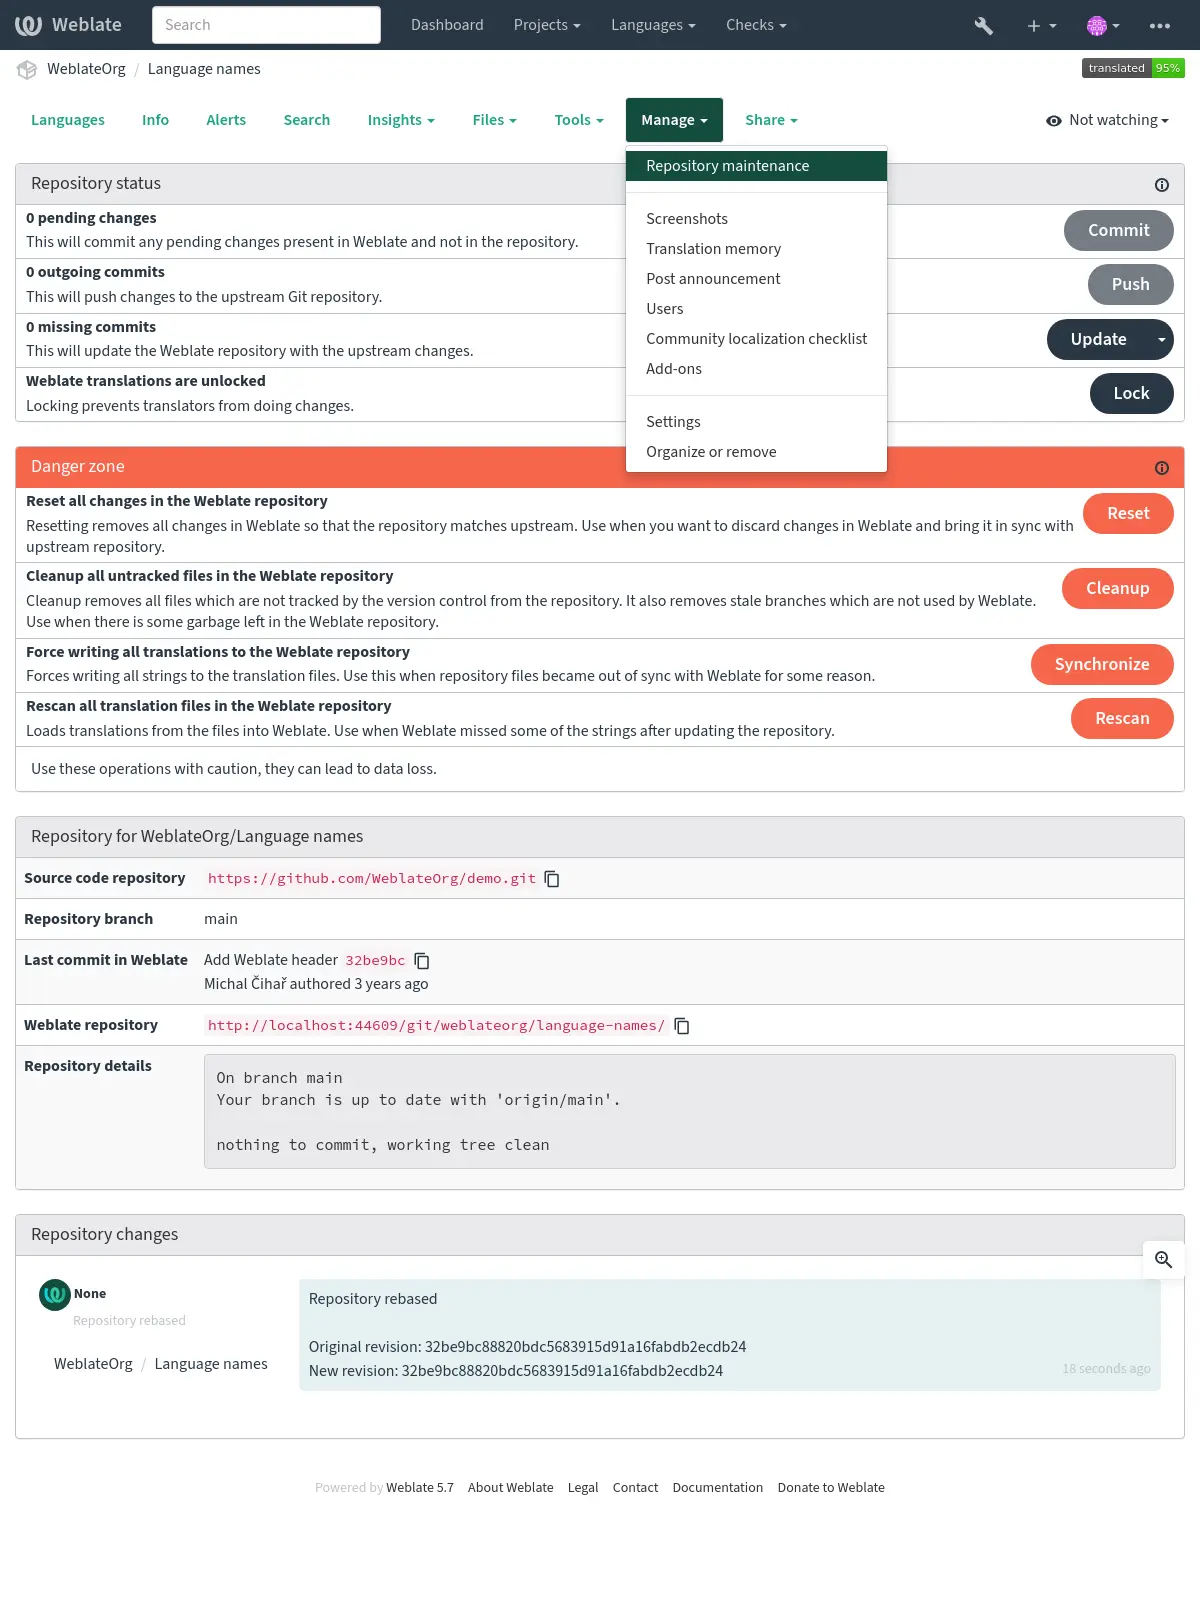 Weblate
Search
Dashboard
Projects
Languages
Checks
WeblateOrg / Language names
translated 95%
Languages
Info
Alerts
Search
Insights
Files
Tools
Manage
Share
Not watching
Repository maintenance
Screenshots
Translation memory
Post announcement
Users
Community localization checklist
Add-ons
Settings
Organize or remove
Repository status
0 pending changes
This will commit any pending changes present in Weblate and not in the repository.
Commit
0 outgoing commits
This will push changes to the upstream Git repository.
Push
0 missing commits
This will update the Weblate repository with the upstream changes.
Update
Weblate translations are unlocked
Locking prevents translators from doing changes.
Lock
Danger zone
Reset all changes in the Weblate repository
Resetting removes all changes in Weblate so that the repository matches upstream. Use when you want to discard changes in Weblate and bring it in sync with
upstream repository.
Reset
Cleanup all untracked files in the Weblate repository
Cleanup removes all files which are not tracked by the version control from the repository. It also removes stale branches which are not used by Weblate.
Use when there is some garbage left in the Weblate repository.
Cleanup
Force writing all translations to the Weblate repository
Forces writing all strings to the translation files. Use this when repository files became out of sync with Weblate for some reason.
Synchronize
Rescan all translation files in the Weblate repository
Loads translations from the files into Weblate. Use when Weblate missed some of the strings after updating the repository.
Rescan
Use these operations with caution, they can lead to data loss.
Repository for WeblateOrg/Language names
Source code repository
https://github.com/WeblateOrg/demo.git
Repository branch
main
Last commit in Weblate
Add Weblate header 32be9bc
Michal Čihař authored 3 years ago
Weblate repository
http://localhost:44609/git/weblateorg/language-names/
Repository details
On branch main
Your branch is up to date with 'origin/main'.
nothing to commit, working tree clean
Repository changes
None
Repository rebased
WeblateOrg / Language names
Repository rebased
Original revision: 32be9bc88820bdc5683915d91a16fabdb2ecdb24
New revision: 32be9bc88820bdc5683915d91a16fabdb2ecdb24
18 seconds ago
Powered by Weblate 5.7
About Weblate
Legal
Contact
Documentation
Donate to Weblate